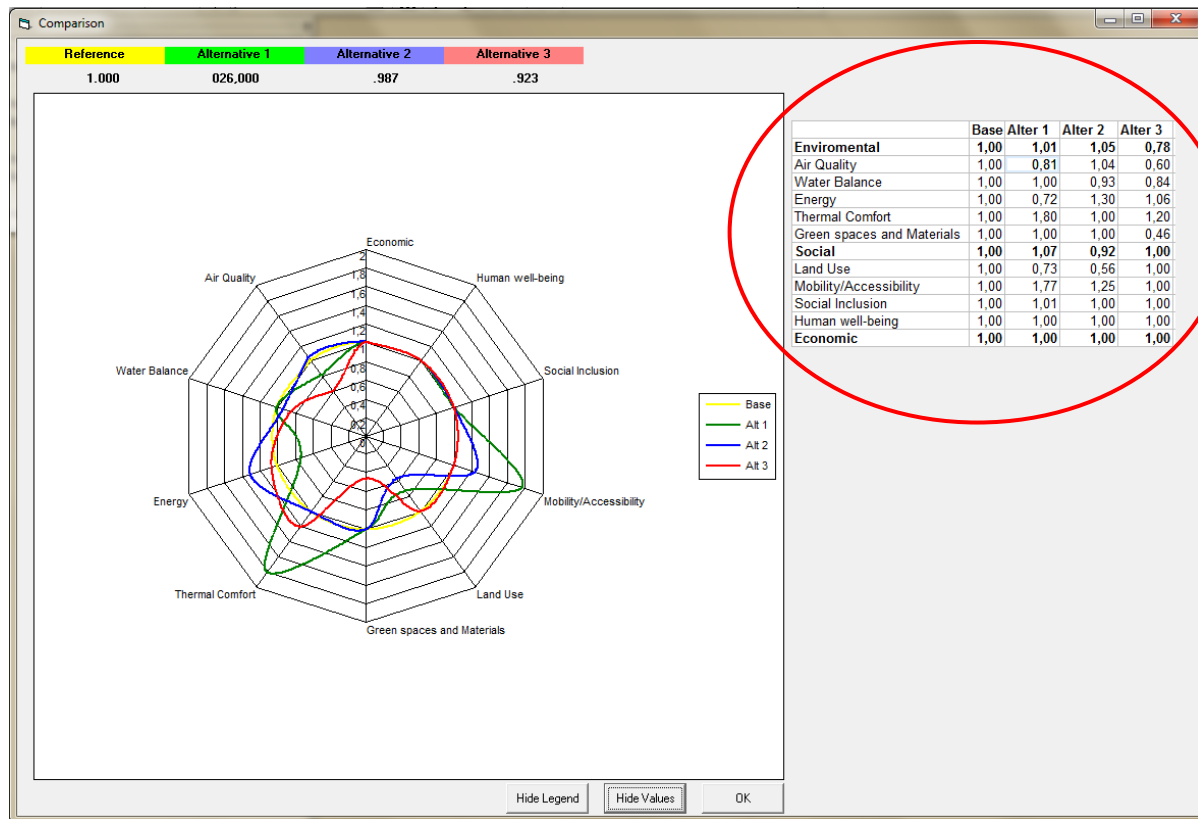 Comparison
Reference Alternative 1 Alternative 2 Alternative 3
1.000 026,000 .987 .923
Base Alter 1 Alter 2 Alter 3
Enviromental 1,00 1,01 1,05 0,78
Air Quality 1,00 0,81 1,04 0,60
Water Balance 1,00 1,00 0,93 0,84
Energy 1,00 0,72 1,30 1,06
Thermal Comfort 1,00 1,80 1,00 1,20
Green spaces and Materials 1,00 1,00 1,00 0,46
Social 1,00 1,07 0,92 1,00
Land Use 1,00 0,73 0,56 1,00
Mobility/Accessibility 1,00 1,77 1,25 1,00
Social Inclusion 1,00 1,01 1,00 1,00
Human well-being 1,00 1,00 1,00 1,00
Economic 1,00 1,00 1,00 1,00
Economic
2
Air Quality 1,8 Human well-being
1,6
1,4
1,2
1
Water Balance 0,8 Social Inclusion
0,6
0,4
0,2
0
Base
Alt 1
Alt 2
Alt 3
Energy Mobility/Accessibility
Thermal Comfort Land Use
Green spaces and Materials
Hide Legend Hide Values OK